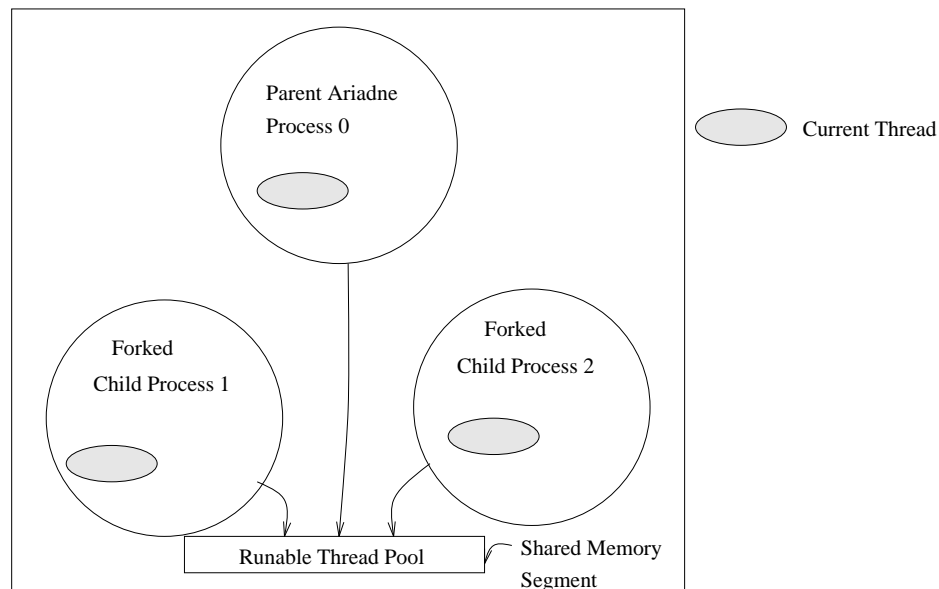 Parent Ariadne
Process 0
Current Thread
Forked
Child Process 1
Forked
Child Process 2
Runable Thread Pool
Shared Memory
Segment